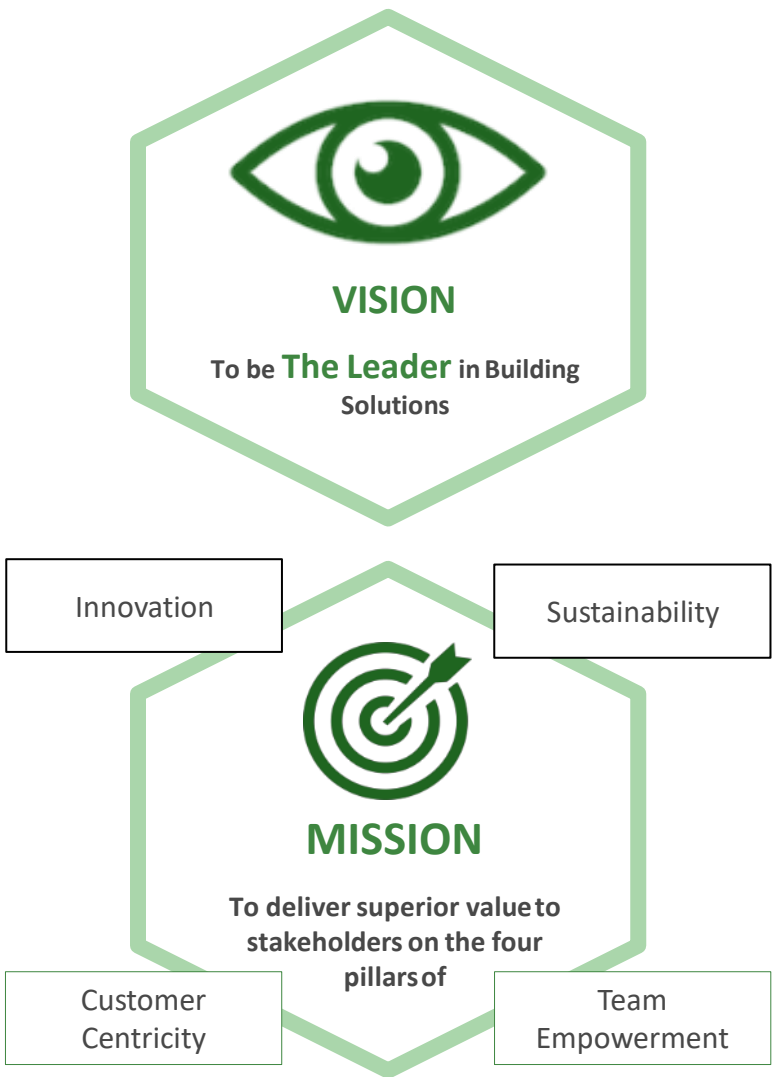 VISION
To be The Leader in Building
Solutions
Innovation
Sustainability
MISSION
To deliver superior value to
stakeholders on the four
pillars of
Customer
Centricity
Team
Empowerment